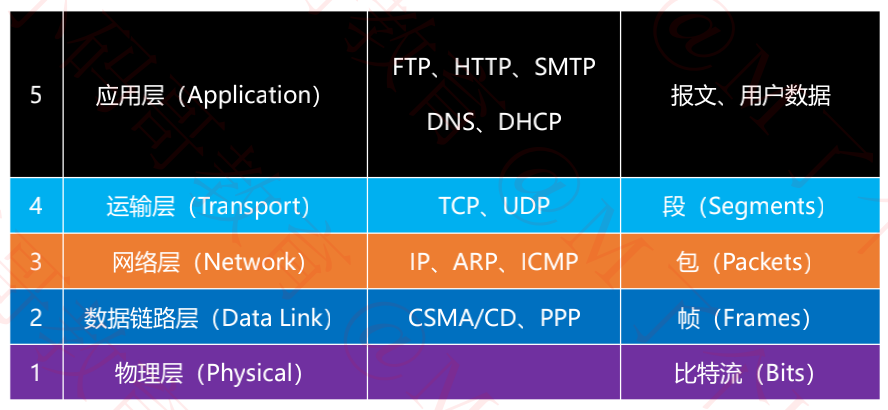 5 应用层（Application） FTP、HTTP、SMTP
DNS、DHCP 报文、用户数据
4 运输层（Transport） TCP、UDP 段（Segments）
3 网络层（Network） IP、ARP、ICMP 包（Packets）
2 数据链路层（Data Link） CSMA/CD、PPP 帧（Frames）
1 物理层（Physical） 比特流（Bits）